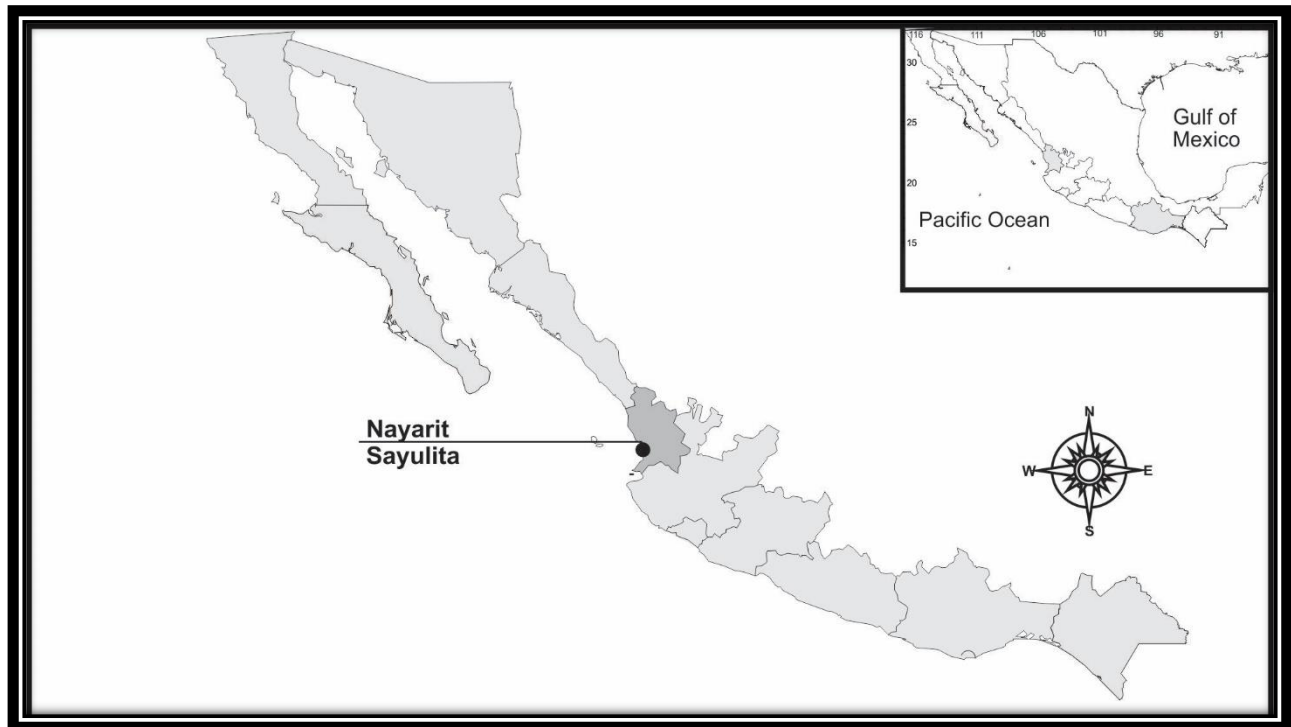 116 111 106 101 96 91
30
25
20
15
Gulf of
Mexico
Pacific Ocean
Nayarit
Sayulita
N
W E
S